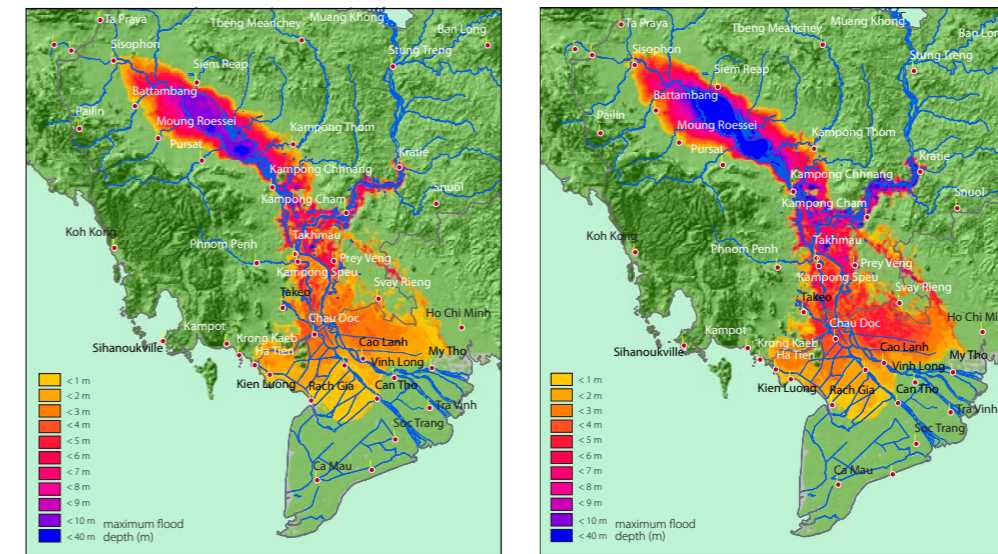 Ta Praya
Muang Khong
Ban Long
Tbeng Meanchey
Sisophon
Stung Treng
Siem Reap
Battambang
Pailin
Moung Roessei
Kampong Thom
Pursat
Kratie
Kampong Chhnang
Snuol
Kampong Cham
Koh Kong
Takhmau
Phnom Penh
Prey Veng
Kampong Speu
Svay Rieng
Takeo
Ho Chi Minh
Chau Doc
Kampot
Krong Kaeb
Cao Lanh
Sihanoukville
Ha Tien
My Tho
Vinh Long
Kien Luong
Rach Gia
Can Tho
Tra Vinh
Soc Trang
Ca Mau
< 1 m
< 2 m
< 3 m
< 4 m
< 5 m
< 6 m
< 7 m
< 8 m
< 9 m
< 10 m
< 40 m
maximum flood
depth (m)
Ta Praya
Muang Khong
Ban Lon
Tbeng Meanchey
Sisophon
Stung Treng
Siem Reap
Battambang
Pailin
Moung Roessei
Kampong Thom
Pursat
Kratie
Kampong Chhnang
Snuol
Kampong Cham
Koh Kong
Takhmau
Phnom Penh
Prey Veng
Kampong Speu
Svay Rieng
Takeo
Ho Chi Mi
Chau Doc
Kampot
Krong Kaeb
Cao Lanh
Sihanoukville
Ha Tien
My Tho
Vinh Long
Kien Luong
Rach Gia
Can Tho
Tra Vinh
Soc Trang
Ca Mau
< 1 m
< 2 m
< 3 m
< 4 m
< 5 m
< 6 m
< 7 m
< 8 m
< 9 m
< 10 m
< 40 m
maximum flood
depth (m)